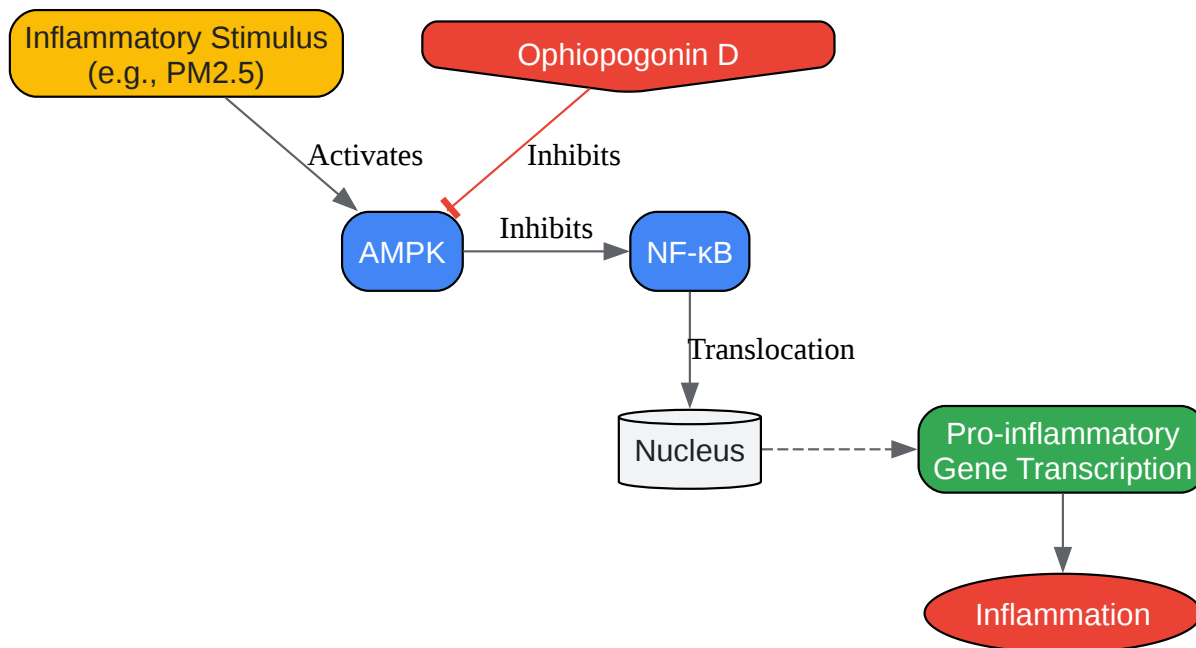 Inflammatory Stimulus
(e.g., PM2.5)
Ophiopogonin D
Activates
Inhibits
AMPK
Inhibits
NF-κB
Translocation
Nucleus
Pro-inflammatory
Gene Transcription
Inflammation